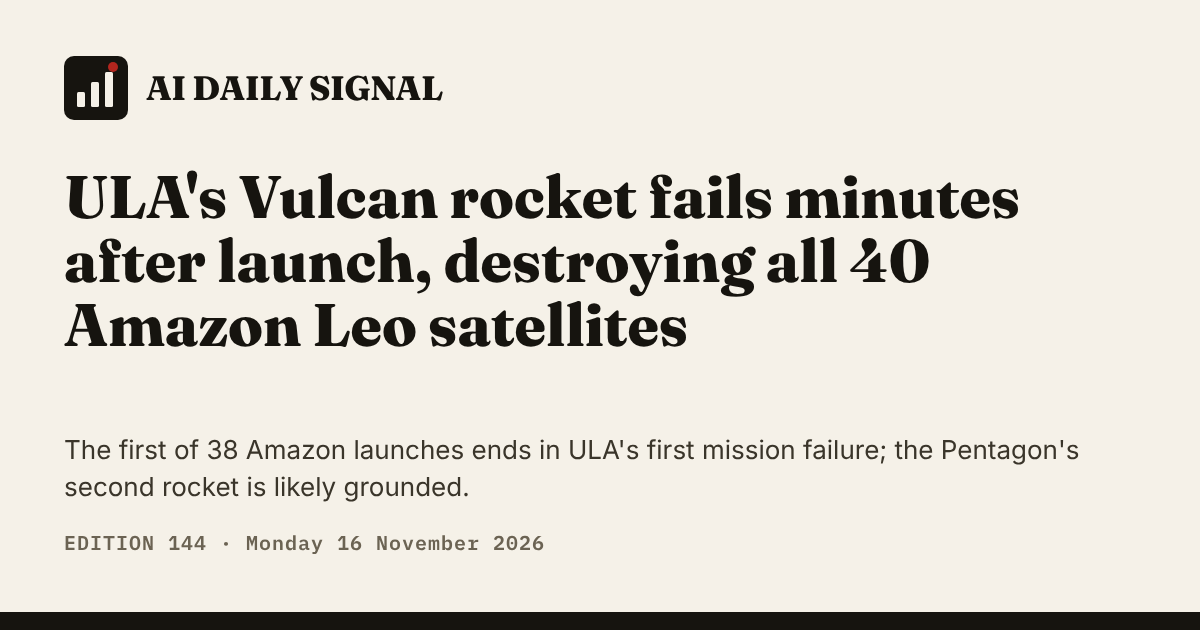 AI DAILY SIGNAL
ULA's Vulcan rocket fails minutes
after launch, destroying all 40
Amazon Leo satellites
The first of 38 Amazon launches ends in ULA's first mission failure; the Pentagon's
second rocket is likely grounded.
EDITION 144 · Monday 16 November 2026